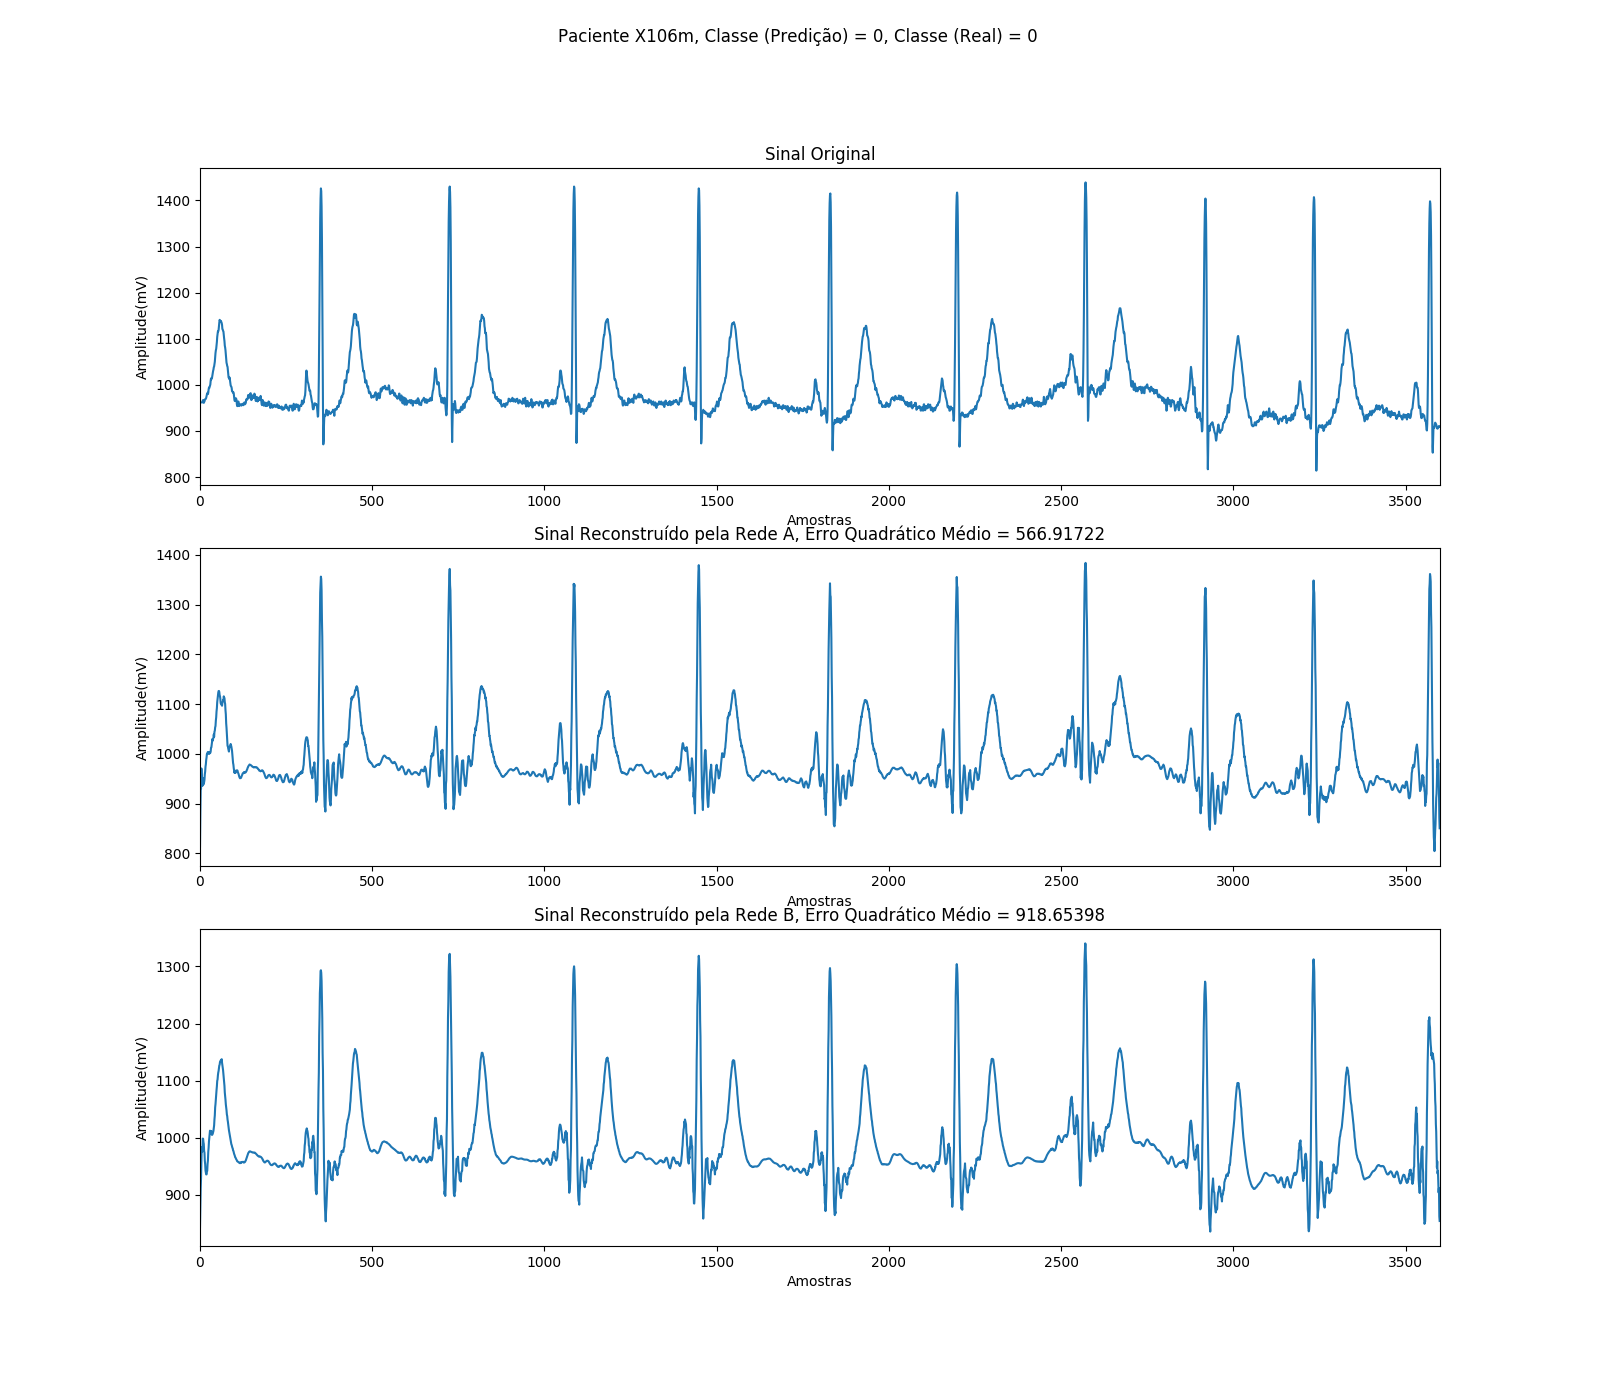 Paciente X106m, Classe (Predição) = 0, Classe (Real) = 0
Sinal Original
Amplitude(mV)
1400
1300
1200
1100
1000
900
800
0 500 1000 1500 2000 2500 3000 3500
Amostras
Sinal Reconstruído pela Rede A, Erro Quadrático Médio = 566.91722
Amplitude(mV)
1400
1300
1200
1100
1000
900
800
0 500 1000 1500 2000 2500 3000 3500
Amostras
Sinal Reconstruído pela Rede B, Erro Quadrático Médio = 918.65398
Amplitude(mV)
1300
1200
1100
1000
900
0 500 1000 1500 2000 2500 3000 3500
Amostras